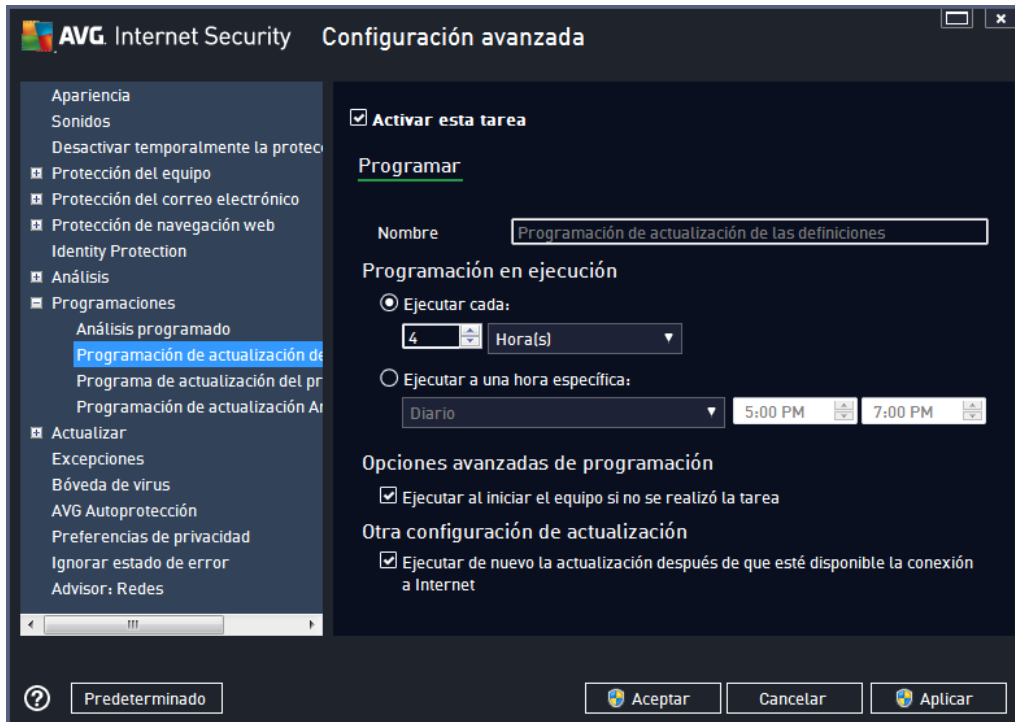 AVG Internet Security
Configuración avanzada
Apariencia
Sonidos
Desactivar temporalmente la protec
Protección del equipo
Protección del correo electrónico
Protección de navegación web
Identity Protection
Análisis
Programaciones
Análisis programado
Programación de actualización de
Programa de actualización del pr
Programación de actualización An
Actualizar
Excepciones
Bóveda de virus
AVG Autoprotección
Preferencias de privacidad
Ignorar estado de error
Advisor: Redes
Activar esta tarea
Programar
Nombre
Programación de actualización de las definiciones
Programación en ejecución
Ejecutar cada:
4
Hora(s)
Ejecutar a una hora específica:
Diario
5:00 PM
7:00 PM
Opciones avanzadas de programación
Ejecutar al iniciar el equipo si no se realizó la tarea
Otra configuración de actualización
Ejecutar de nuevo la actualización después de que esté disponible la conexión
a Internet
Predeterminado
Aceptar
Cancelar
Aplicar